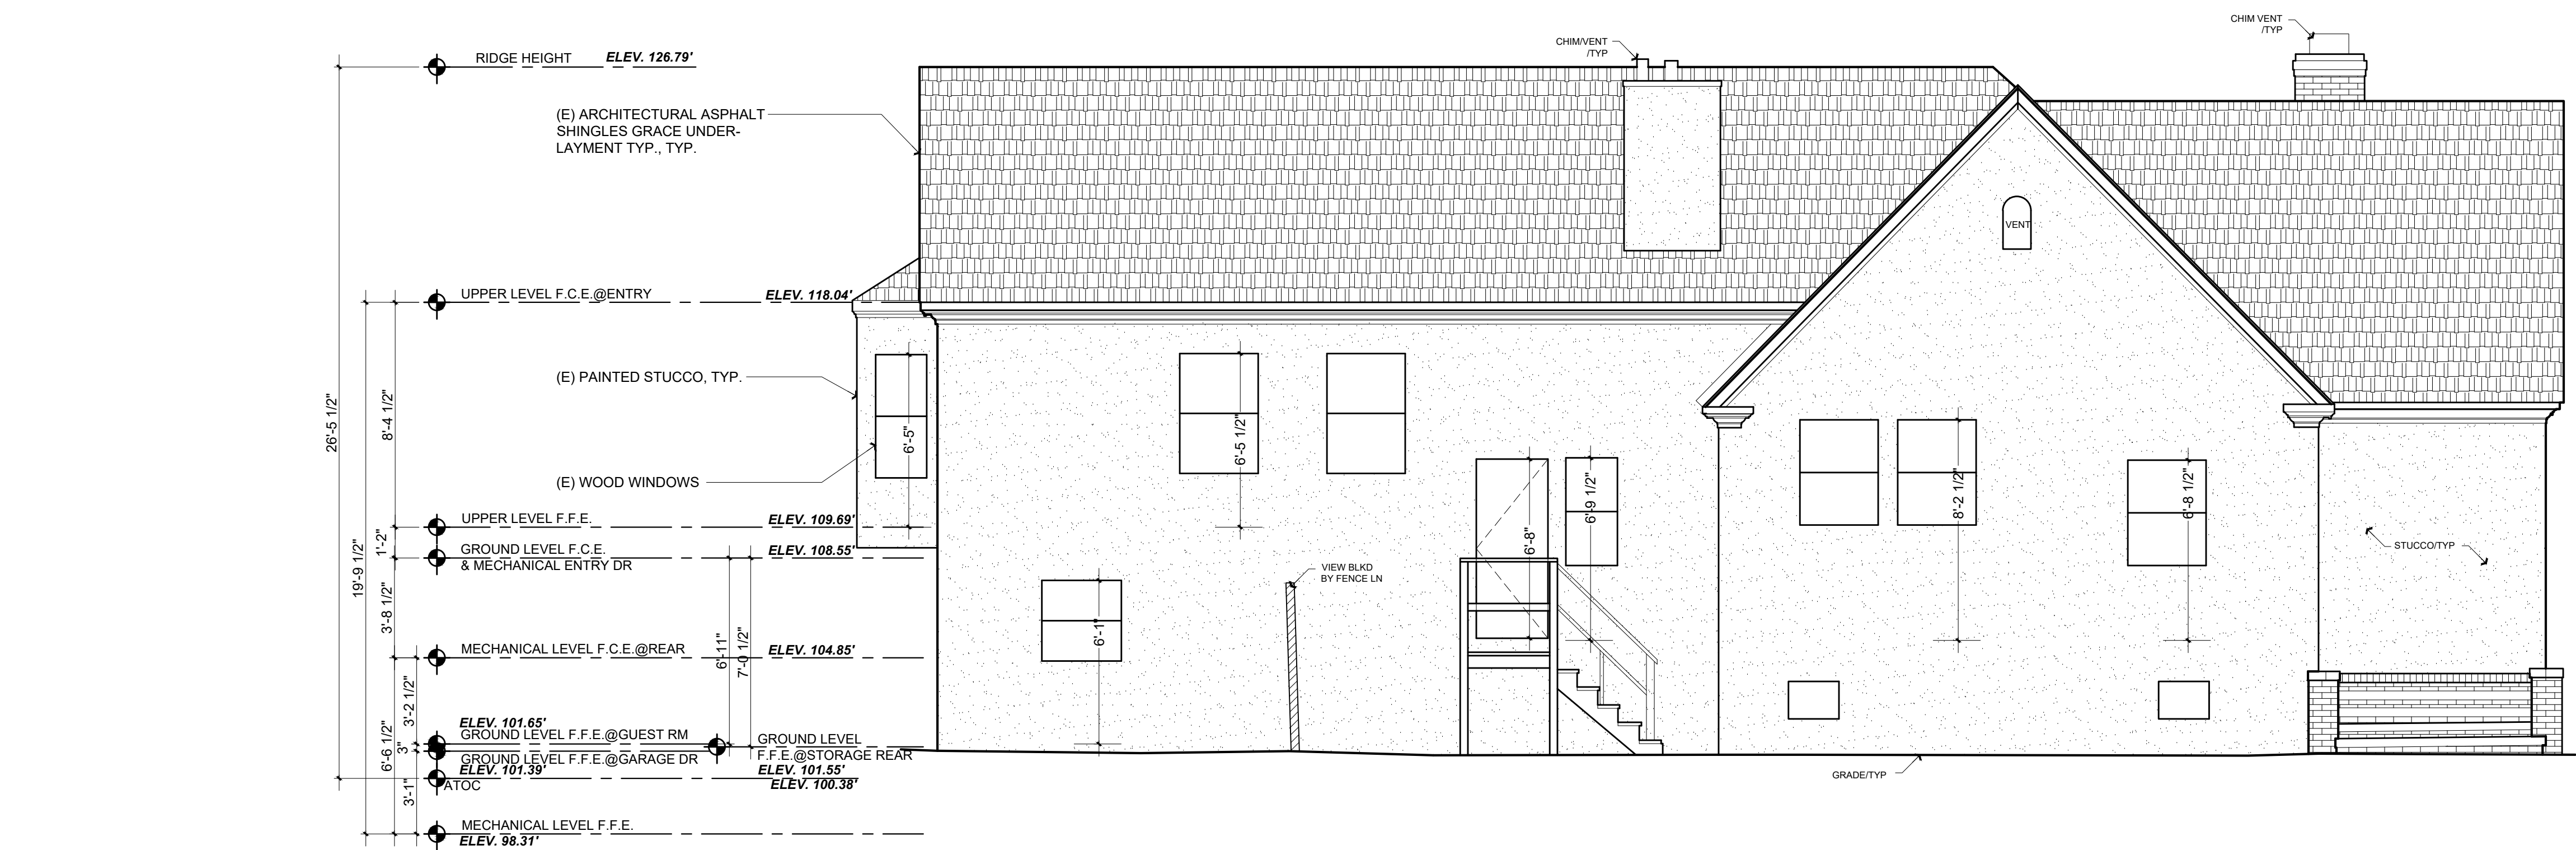 CHIM VENT
/TYP
CHIM/VENT
/TYP
RIDGE HEIGHT ELEV. 126.79'
(E) ARCHITECTURAL ASPHALT
SHINGLES GRACE UNDER-
LAYMENT TYP., TYP.
VENT
UPPER LEVEL F.C.E.@ENTRY ELEV. 118.04'
(E) PAINTED STUCCO, TYP.
(E) WOOD WINDOWS
UPPER LEVEL F.F.E. ELEV. 109.69'
GROUND LEVEL F.C.E. ELEV. 108.55'
& MECHANICAL ENTRY DR
MECHANICAL LEVEL F.C.E.@REAR ELEV. 104.85'
ELEV. 101.65'
GROUND LEVEL F.F.E.@GUEST RM
GROUND LEVEL F.F.E.@GARAGE DR
ELEV. 101.39'
GROUND LEVEL
F.F.E.@STORAGE REAR
ELEV. 101.55'
ATOC
ELEV. 100.38'
MECHANICAL LEVEL F.F.E.
ELEV. 98.31'
26'-5 1/2"
19'-9 1/2"
8'-4 1/2"
1'-2"
3'-8 1/2"
6'-6 1/2"
3'-2 1/2"
3"
3'-1"
6'-11"
7'-0 1/2"
6'-5"
6'-5 1/2"
6'-1"
VIEW BLKD
BY FENCE LN
6'-8"
6'-9 1/2"
8'-2 1/2"
6'-8 1/2"
STUCCO/TYP
GRADE/TYP